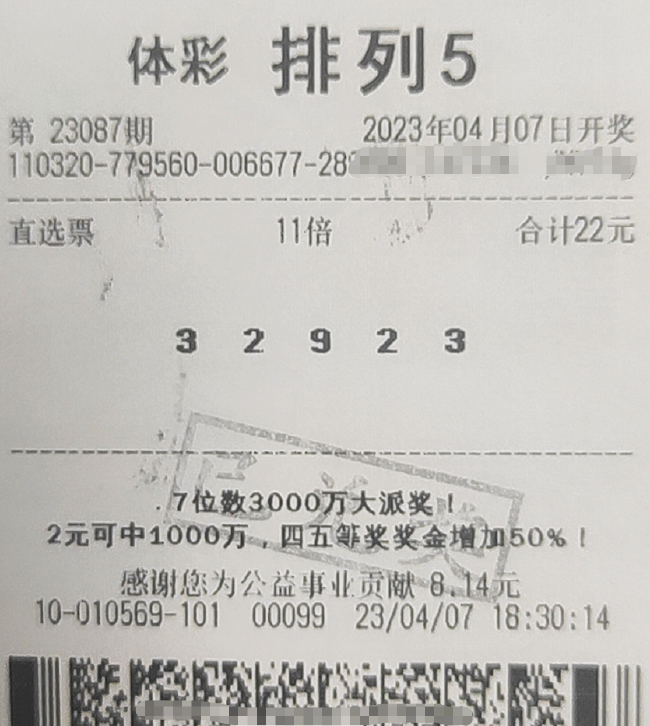 体彩 排列5
第 23087期 2023年04月07日开奖
110320-779560-006677-28
直选票 11倍 合计22元
3 2 9 2 3
已兑奖
7位数3000万大派奖！
2元可中1000万，四五等奖奖金增加50%！
感谢您为公益事业贡献 8.14元
10-010569-101 00099 23/04/07 18:30:14